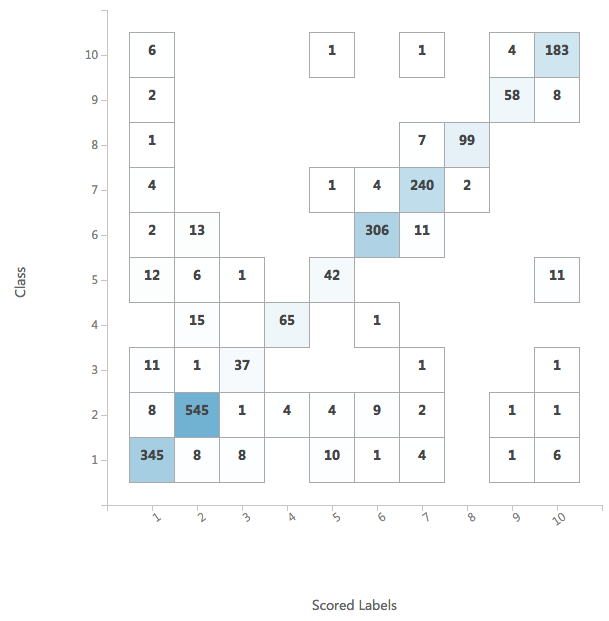 10 6 1 1 4 183
9 2 58 8
8 1 7 99
7 4 1 4 240 2
6 2 13 306 11
5 12 6 1 42 11
Class
4 15 65 1
3 11 1 37 1 1
2 8 545 1 4 4 9 2 1 1
1 345 8 8 10 1 4 1 6
1 2 3 4 5 6 7 8 9 10
Scored Labels